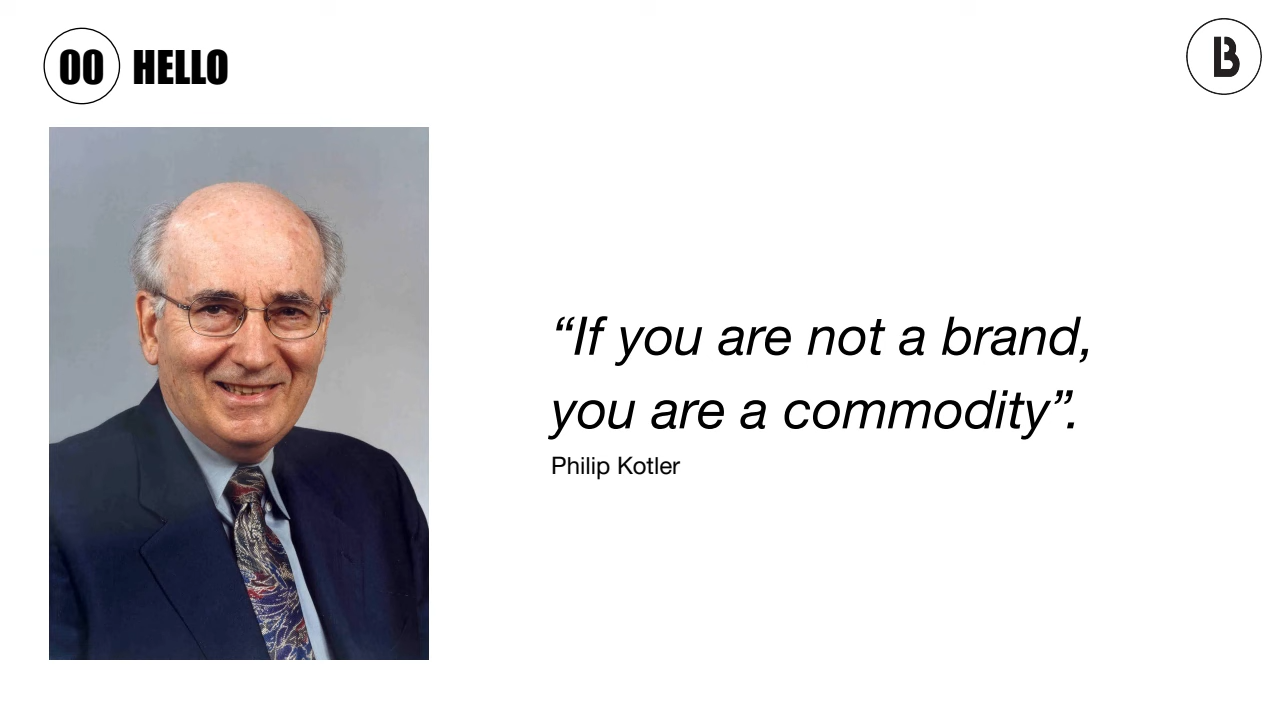 00 HELLO
B
“If you are not a brand,
you are a commodity”.
Philip Kotler